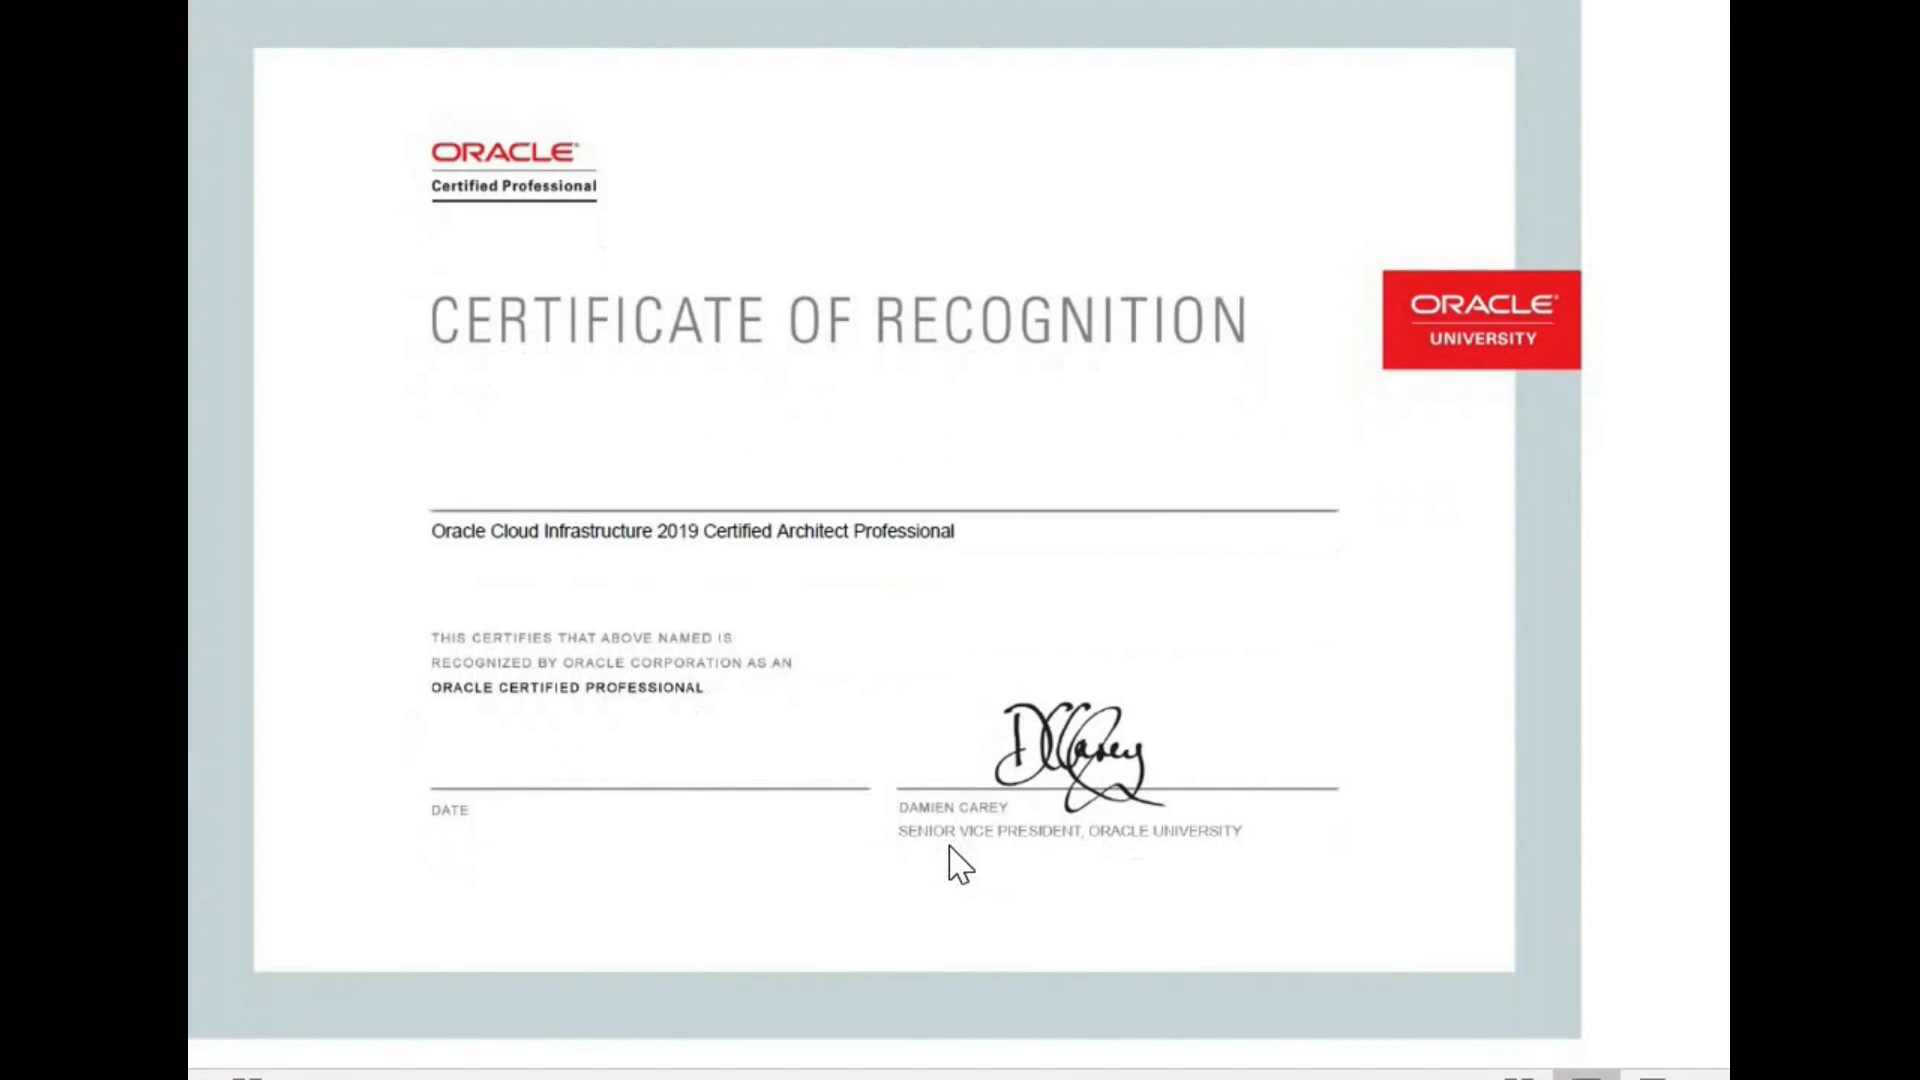 ORACLE
Certified Professional
CERTIFICATE OF RECOGNITION
ORACLE
UNIVERSITY
Oracle Cloud Infrastructure 2019 Certified Architect Professional
THIS CERTIFIES THAT ABOVE NAMED IS
RECOGNIZED BY ORACLE CORPORATION AS AN
ORACLE CERTIFIED PROFESSIONAL
DCarey
DATE
DAMIEN CAREY
SENIOR VICE PRESIDENT, ORACLE UNIVERSITY